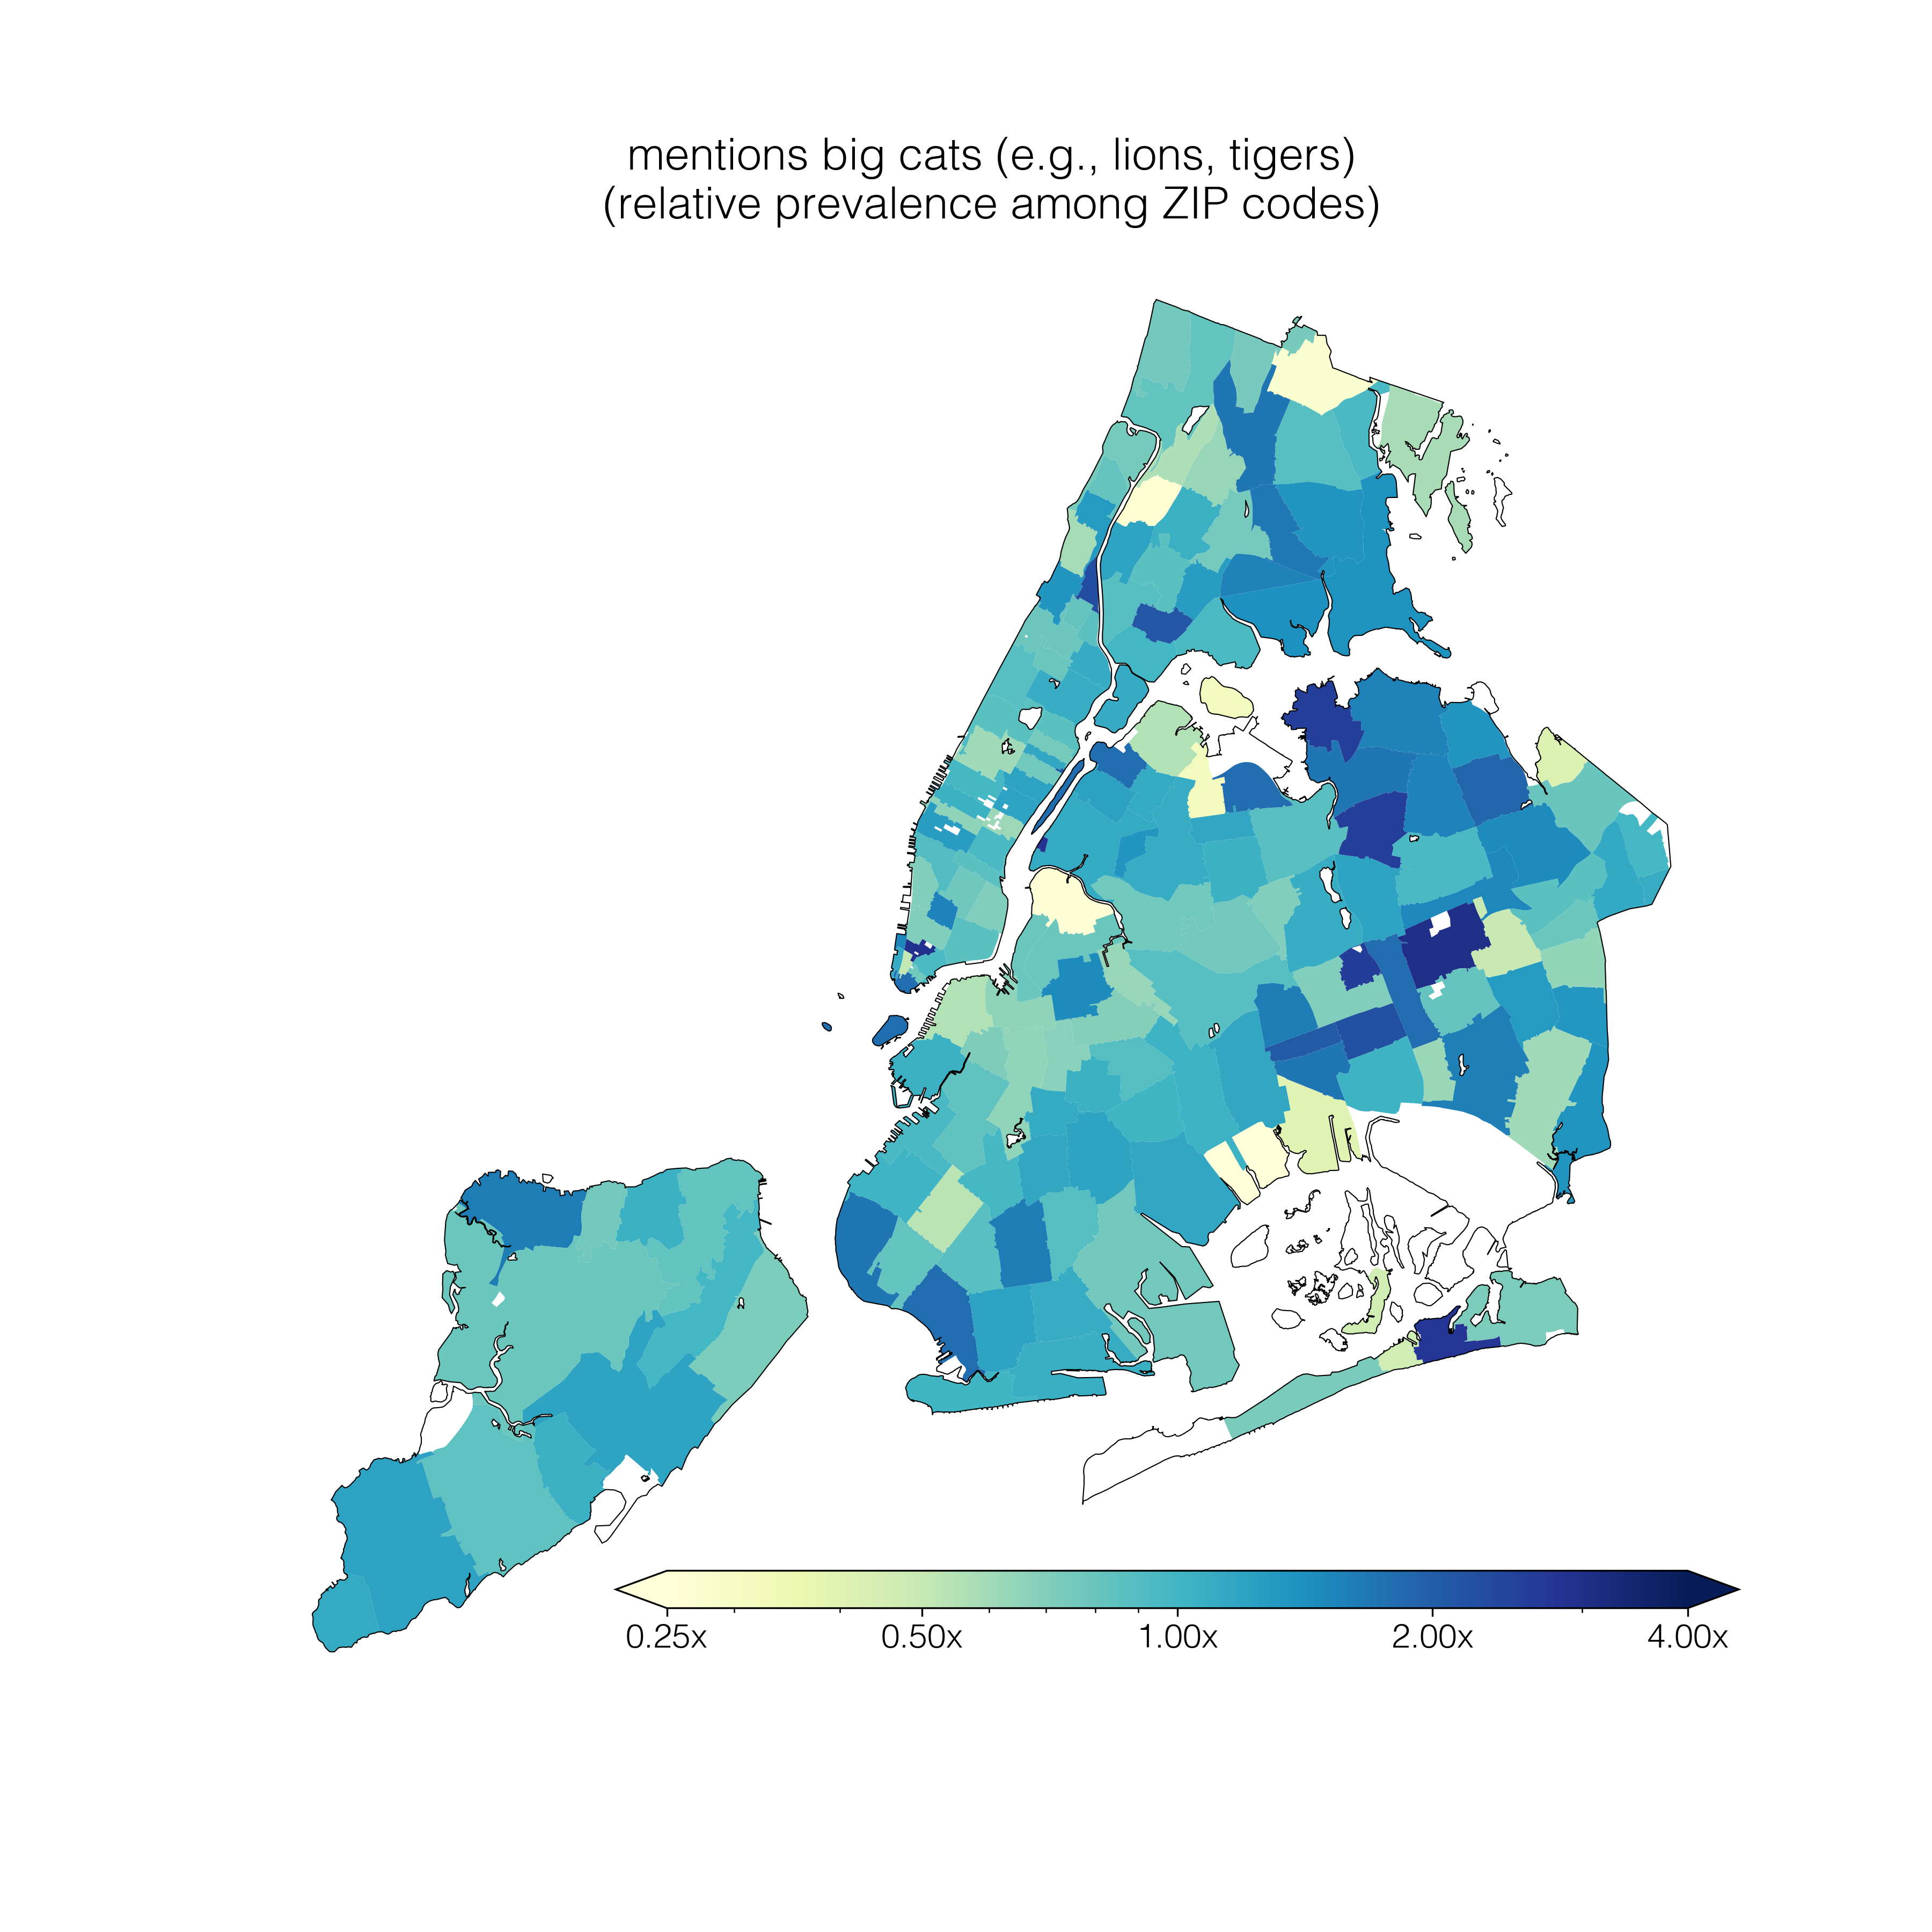 mentions big cats (e.g., lions, tigers)
(relative prevalence among ZIP codes)
0.25x 0.50x 1.00x 2.00x 4.00x